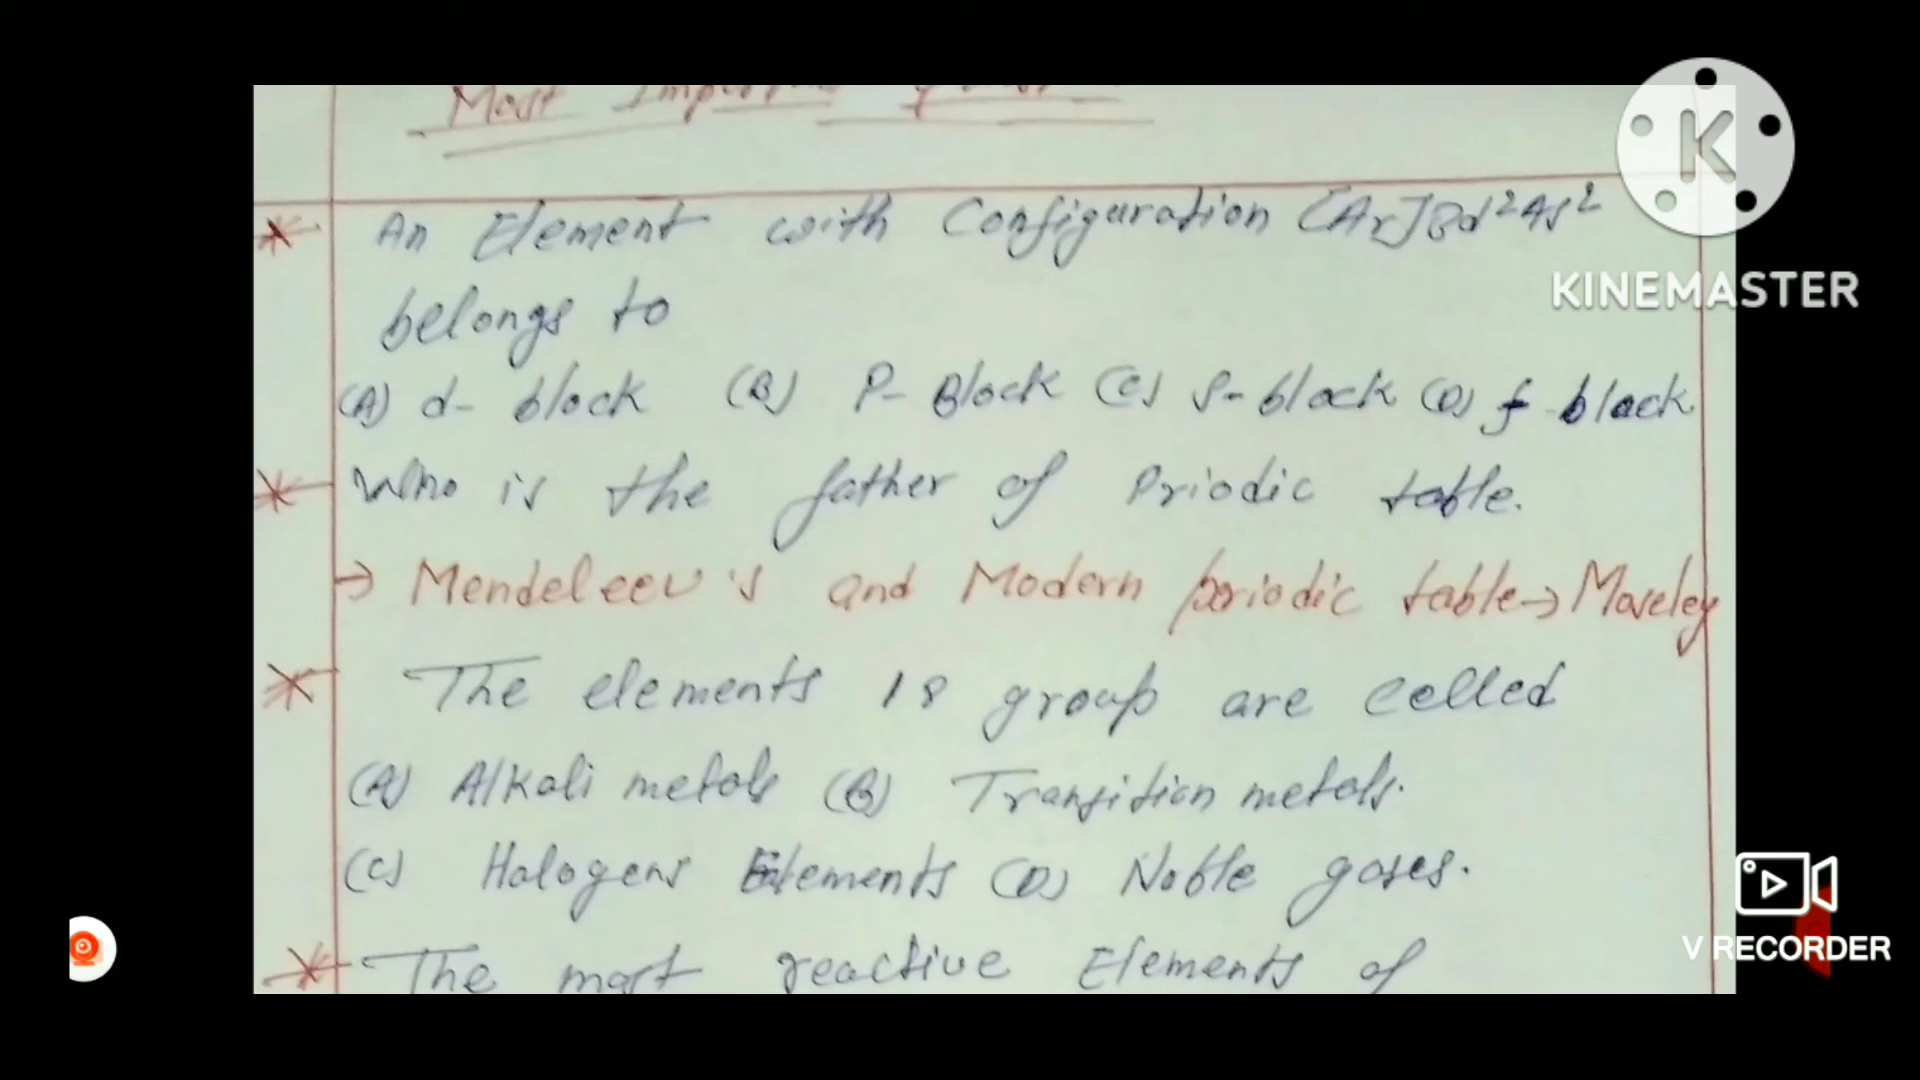 Most Important
An Element with Configuration [Ar]3d²4s²
belongs to
(A) d- block (B) P- Block (C) S-block (D) f block
Who is the father of Priodic table.
→ Mendeleev's and Modern periodic table→ Moseley
The elements 18 group are celled
(A) Alkali metals (B) Transition metals.
(C) Halogens Elements (D) Noble gases.
The most reactive Elements of
K
KINEMASTER
V RECORDER